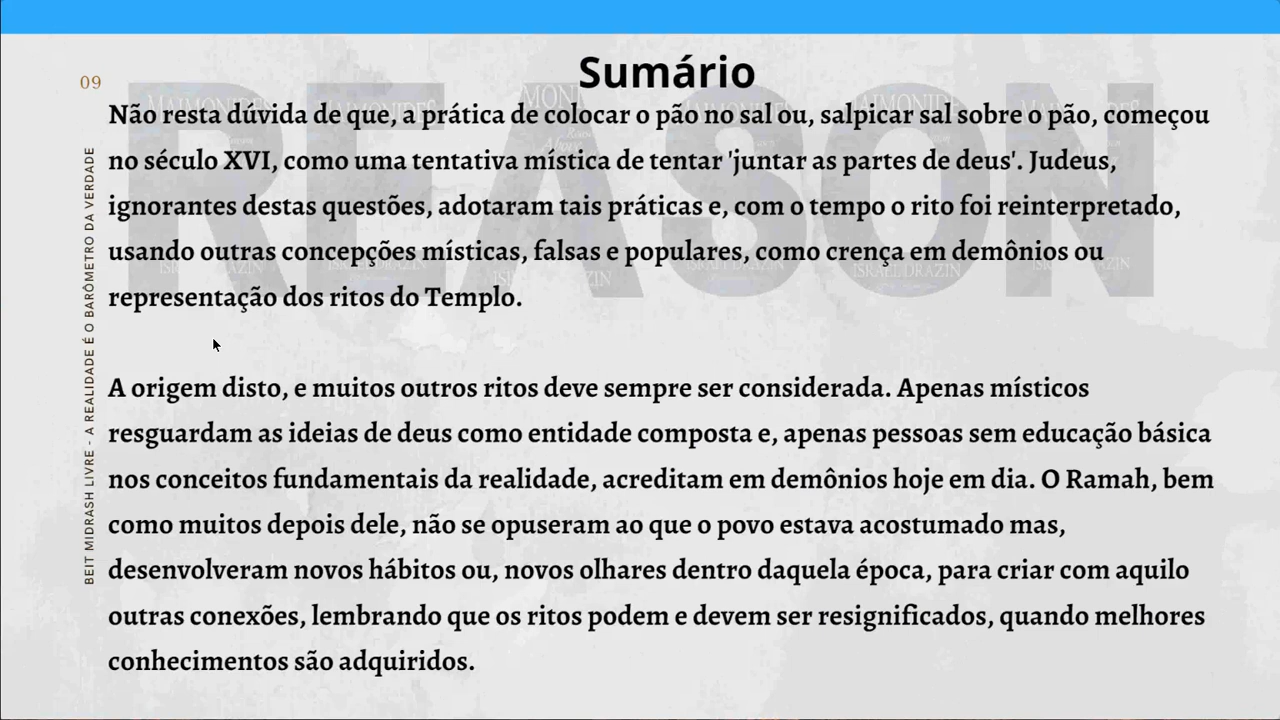 Sumário
09
Não resta dúvida de que, a prática de colocar o pão no sal ou, salpicar sal sobre o pão, começou
no século XVI, como uma tentativa mística de tentar 'juntar as partes de deus'. Judeus,
ignorantes destas questões, adotaram tais práticas e, com o tempo o rito foi reinterpretado,
usando outras concepções místicas, falsas e populares, como crença em demônios ou
representação dos ritos do Templo.
A origem disto, e muitos outros ritos deve sempre ser considerada. Apenas místicos
resguardam as ideias de deus como entidade composta e, apenas pessoas sem educação básica
nos conceitos fundamentais da realidade, acreditam em demônios hoje em dia. O Ramah, bem
como muitos depois dele, não se opuseram ao que o povo estava acostumado mas,
desenvolveram novos hábitos ou, novos olhares dentro daquela época, para criar com aquilo
outras conexões, lembrando que os ritos podem e devem ser resignificados, quando melhores
conhecimentos são adquiridos.
BEIT MIDRASH LIVRE - A REALIDADE É O BARÔMETRO DA VERDADE
REASON